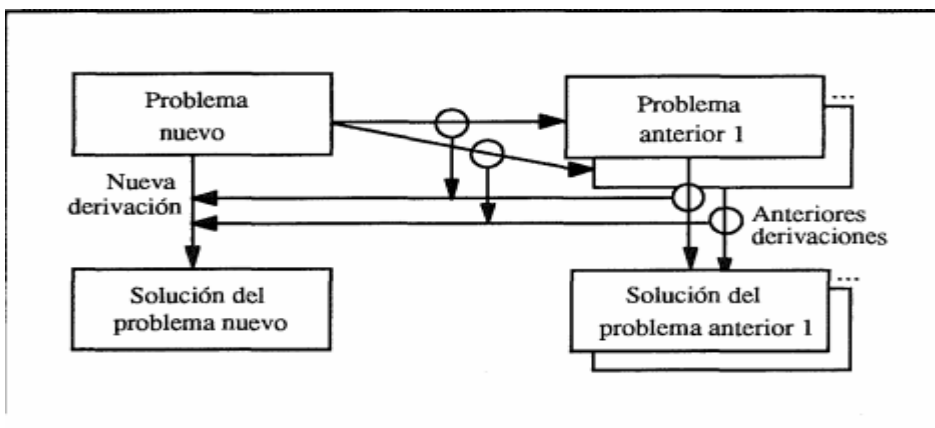 Problema
nuevo
Problema
anterior 1
...
Nueva
derivación
Anteriores
derivaciones
Solución del
problema nuevo
Solución del
problema anterior 1
...